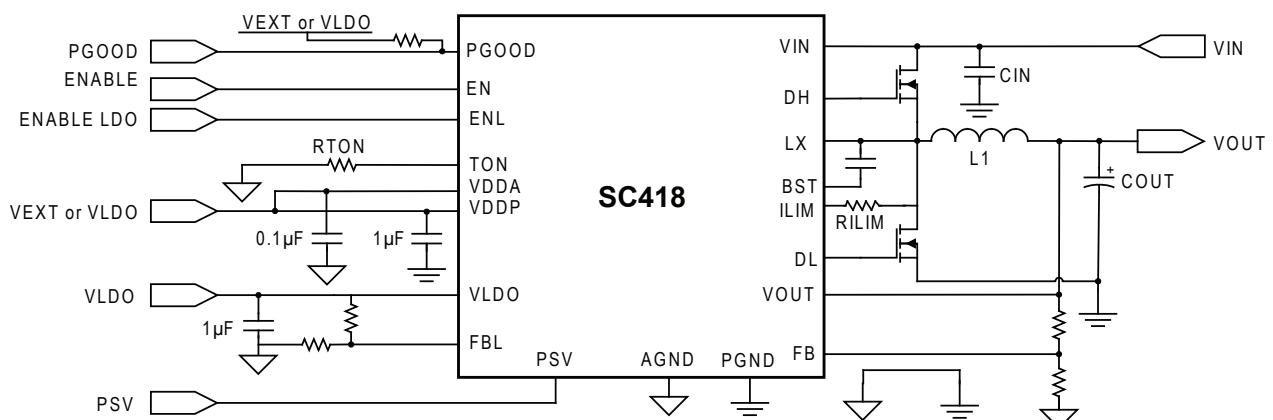 VEXT or VLDO
PGOOD
ENABLE
ENABLE LDO
RTON
VEXT or VLDO
0.1µF
1µF
VLDO
1µF
PSV
PGOOD
EN
ENL
TON
VDDA
VDDP
VLDO
FBL
PSV
AGND
PGND
SC418
VIN
DH
LX
BST
ILIM
DL
VOUT
FB
CIN
VIN
L1
VOUT
COUT
+
RILIM